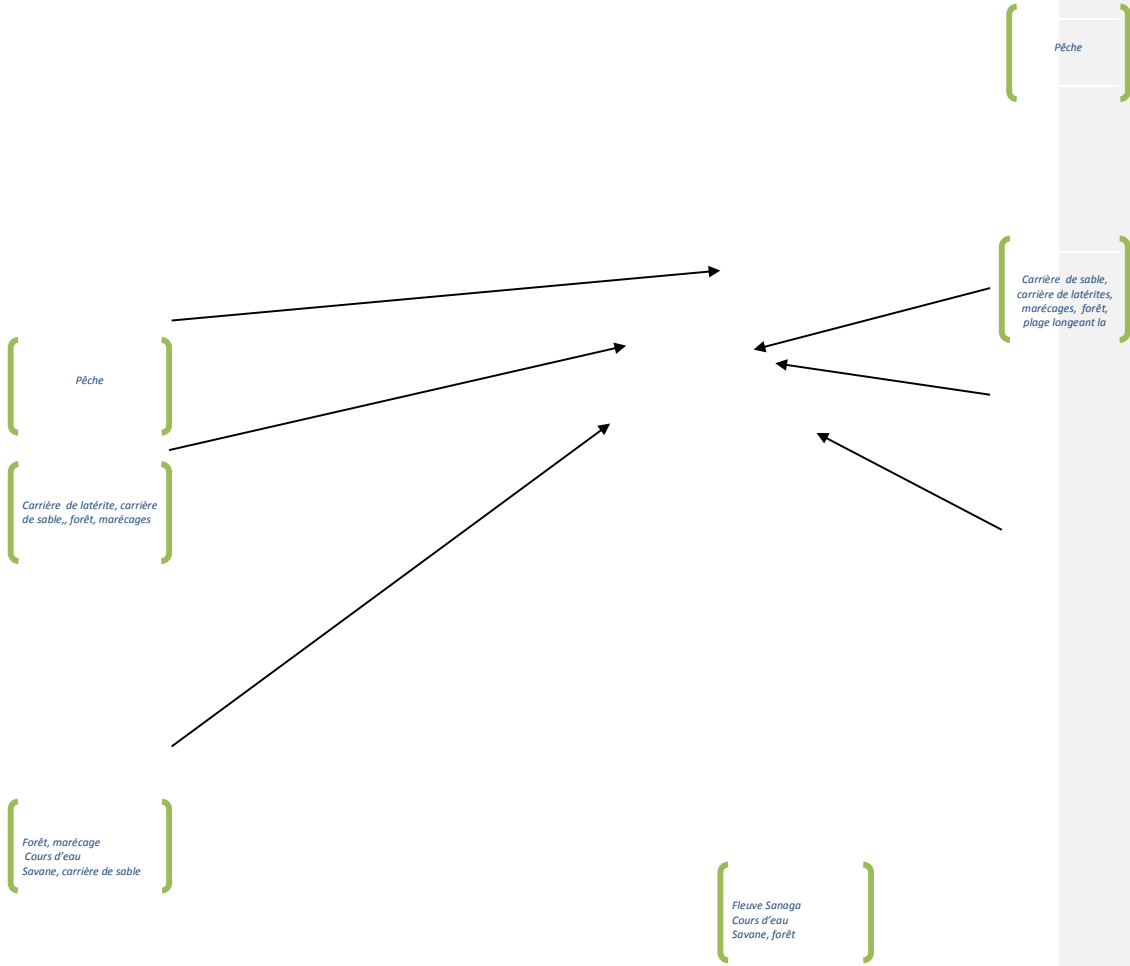 Pêche
Carrière de sable,
carrière de latérites,
marécages, forêt,
plage longeant la
Pêche
Carrière de latérite, carrière
de sable,, forêt, marécages
Forêt, marécage
Cours d'eau
Savane, carrière de sable
Fleuve Sanaga
Cours d'eau
Savane, forêt